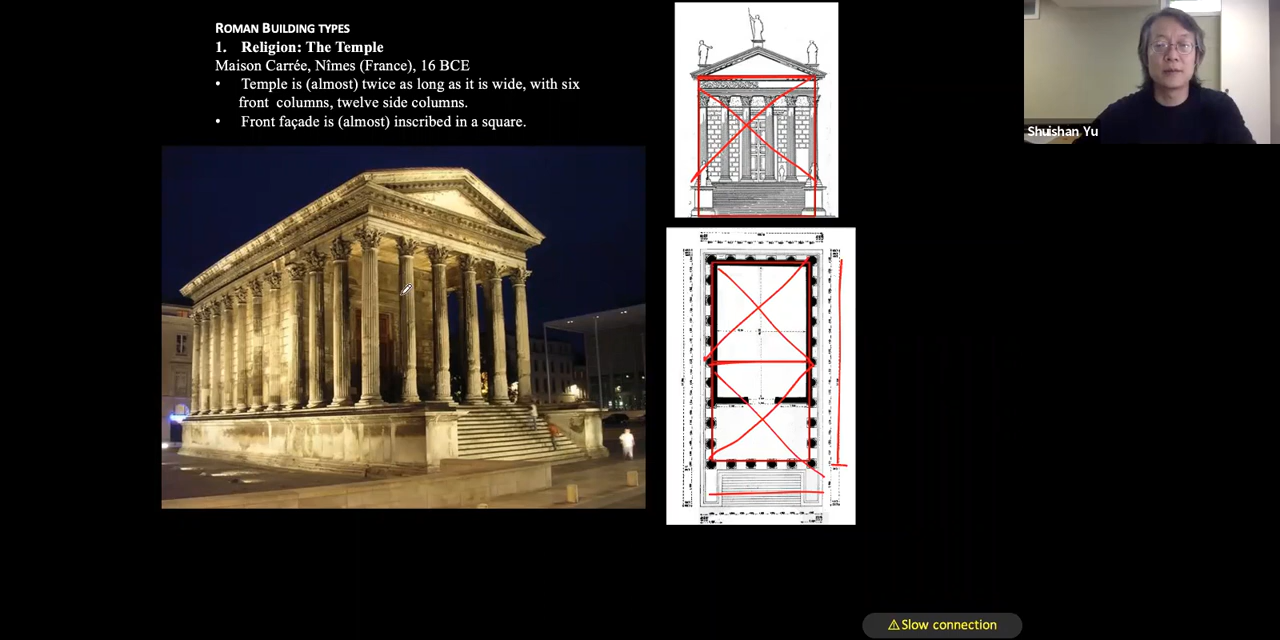 ROMAN BUILDING TYPES
1. Religion: The Temple
Maison Carrée, Nîmes (France), 16 BCE
• Temple is (almost) twice as long as it is wide, with six
front columns, twelve side columns.
• Front façade is (almost) inscribed in a square.
Shuishan Yu
⚠Slow connection